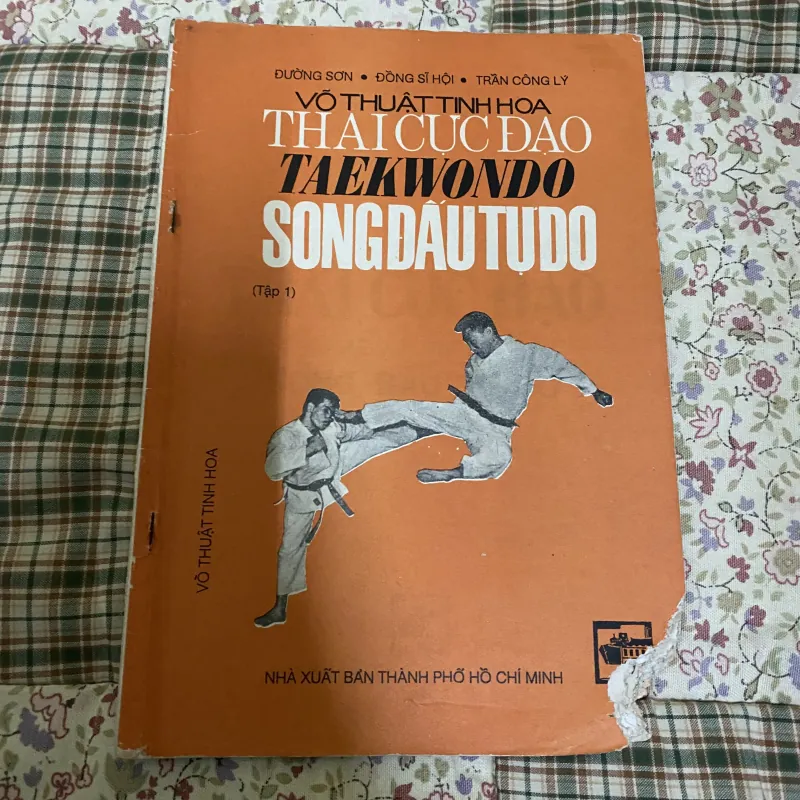 ĐƯỜNG SƠN • ĐỒNG SĨ HỘI • TRẦN CÔNG LÝ
VÕ THUẬT TINH HOA
THAI CỰC ĐẠO
TAEKWONDO
SONG ĐẤU TỰ DO
(Tập 1)
VÕ THUẬT TINH HOA
NHÀ XUẤT BẢN THÀNH PHỐ HỒ CHÍ MINH